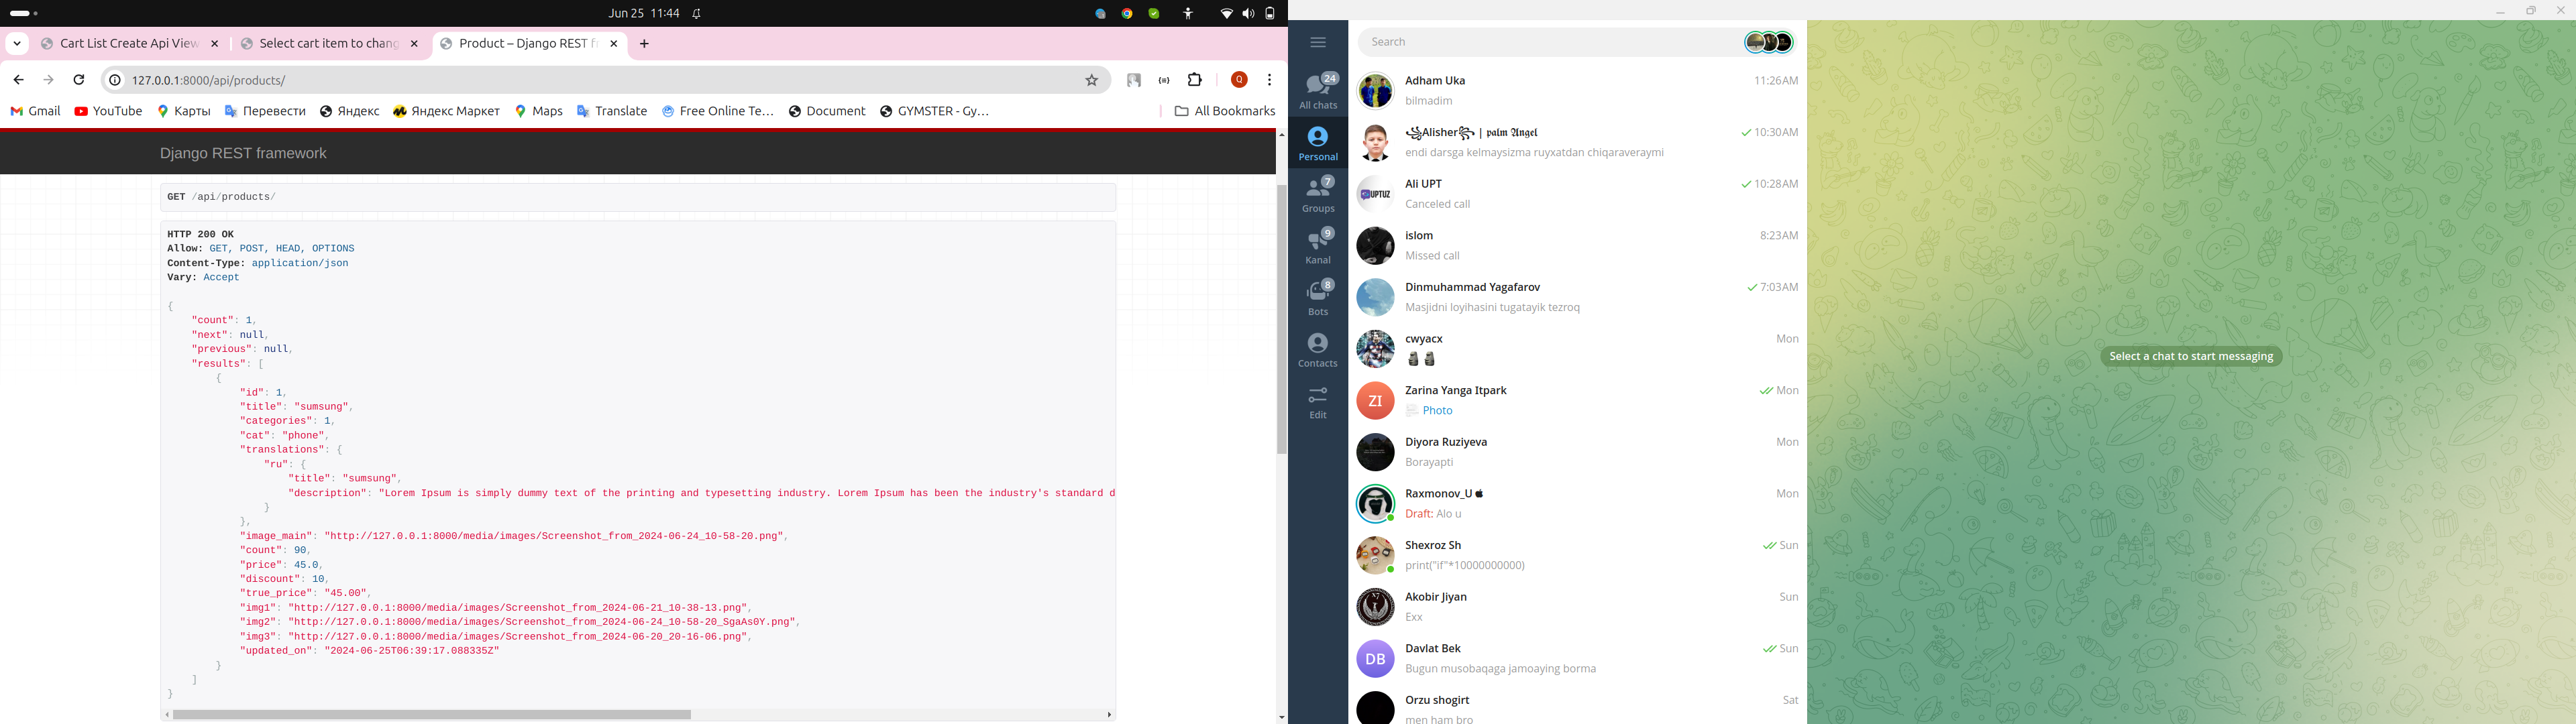 Jun 25 11:44
Cart List Create Api View
Select cart item to chang
Product – Django REST f
127.0.0.1:8000/api/products/
Q
Gmail
YouTube
Карты
Перевести
Яндекс
Яндекс Маркет
Maps
Translate
Free Online Te...
Document
GYMSTER - Gy...
All Bookmarks
Django REST framework
GET /api/products/
HTTP 200 OK
Allow: GET, POST, HEAD, OPTIONS
Content-Type: application/json
Vary: Accept
{
"count": 1,
"next": null,
"previous": null,
"results": [
{
"id": 1,
"title": "sumsung",
"categories": 1,
"cat": "phone",
"translations": {
"ru": {
"title": "sumsung",
"description": "Lorem Ipsum is simply dummy text of the printing and typesetting industry. Lorem Ipsum has been the industry's standard d
}
},
"image_main": "http://127.0.0.1:8000/media/images/Screenshot_from_2024-06-24_10-58-20.png",
"count": 90,
"price": 45.0,
"discount": 10,
"true_price": "45.00",
"img1": "http://127.0.0.1:8000/media/images/Screenshot_from_2024-06-21_10-38-13.png",
"img2": "http://127.0.0.1:8000/media/images/Screenshot_from_2024-06-24_10-58-20_SgaAs0Y.png",
"img3": "http://127.0.0.1:8000/media/images/Screenshot_from_2024-06-20_20-16-06.png",
"updated_on": "2024-06-25T06:39:17.088335Z"
}
]
}
24
All chats
Personal
7
Groups
9
Kanal
8
Bots
Contacts
Edit
Search
Adham Uka 11:26 AM
bilmadim
꧁Alisher꧂ | 𝖕𝖆𝖑𝖒 𝕬𝖓𝖌𝖊𝖑 10:30 AM
endi darsga kelmaysizma ruyxatdan chiqaraveraymi
UPTUZ
Ali UPT 10:28 AM
Canceled call
islom 8:23 AM
Missed call
Dinmuhammad Yagafarov 7:03 AM
Masjidni loyihasini tugatayik tezroq
cwyacx Mon
🗿 🗿
ZI
Zarina Yanga Itpark Mon
Photo
Diyora Ruziyeva Mon
Borayapti
Raxmonov_U Mon
Draft: Alo u
Shexroz Sh Sun
print("if"*10000000000)
Akobir Jiyan Sun
Exx
DB
Davlat Bek Sun
Bugun musobaqaga jamoaying borma
Orzu shogirt Sat
men ham bro
Select a chat to start messaging